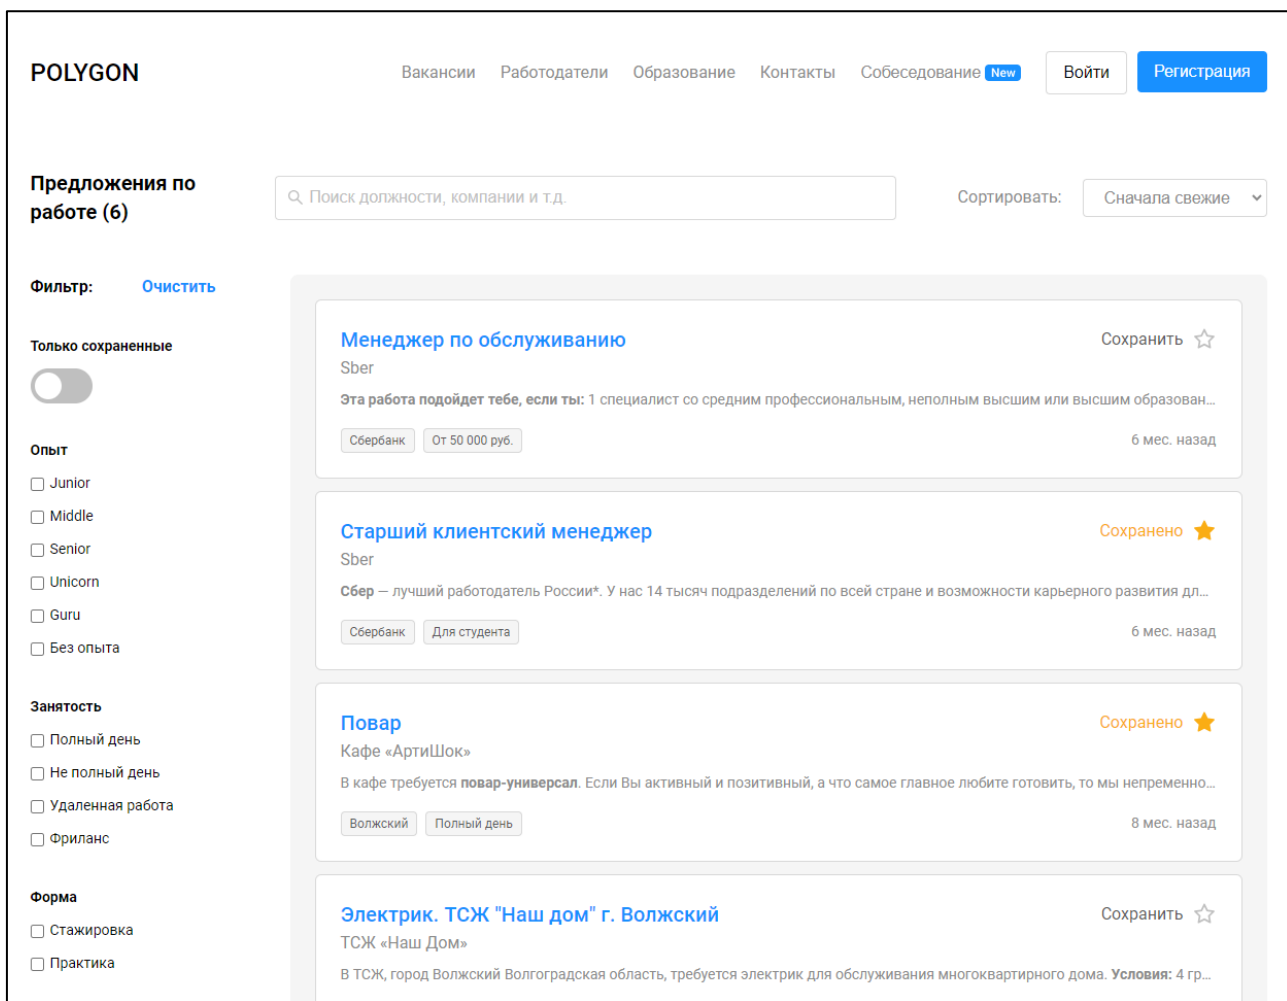 POLYGON
Вакансии Работодатели Образование Контакты Собеседование New Войти Регистрация
Предложения по
работе (6)
Поиск должности, компании и т.д.
Сортировать: Сначала свежие
Фильтр: Очистить
Только сохраненные
Опыт
Junior
Middle
Senior
Unicorn
Guru
Без опыта
Занятость
Полный день
Не полный день
Удаленная работа
Фриланс
Форма
Стажировка
Практика
Менеджер по обслуживанию Сохранить
Sber
Эта работа подойдет тебе, если ты: 1 специалист со средним профессиональным, неполным высшим или высшим образован...
Сбербанк От 50 000 руб. 6 мес. назад
Старший клиентский менеджер Сохранено
Sber
Сбер — лучший работодатель России*. У нас 14 тысяч подразделений по всей стране и возможности карьерного развития дл...
Сбербанк Для студента 6 мес. назад
Повар Сохранено
Кафе «АртиШок»
В кафе требуется повар-универсал. Если Вы активный и позитивный, а что самое главное любите готовить, то мы непременно...
Волжский Полный день 8 мес. назад
Электрик. ТСЖ "Наш дом" г. Волжский Сохранить
ТСЖ «Наш Дом»
В ТСЖ, город Волжский Волгоградская область, требуется электрик для обслуживания многоквартирного дома. Условия: 4 гр...